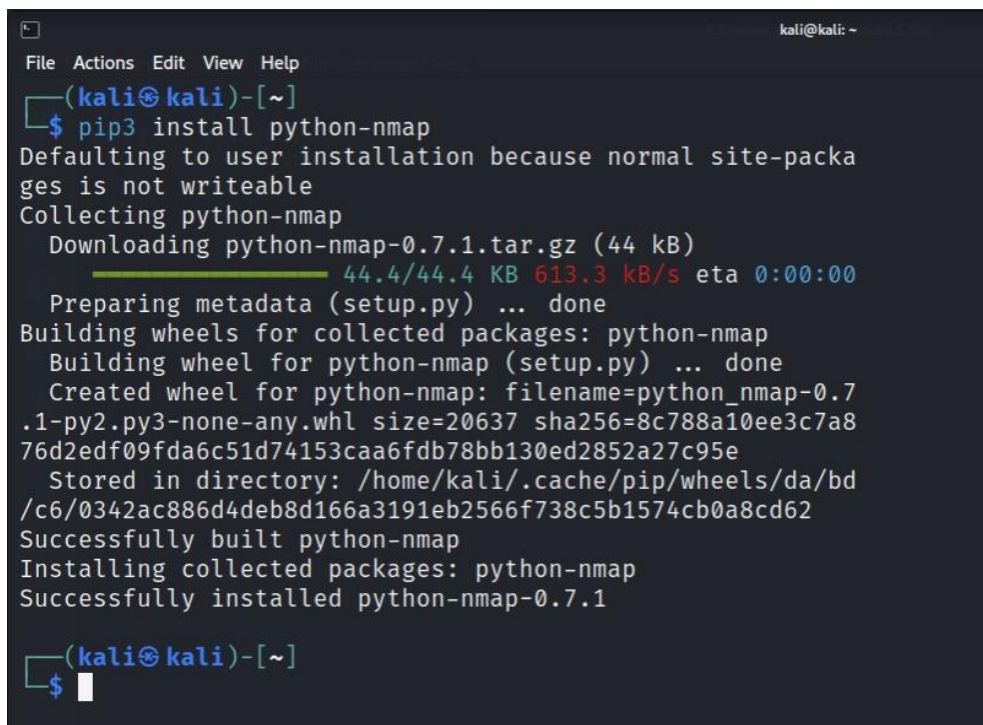 kali@kali: ~
File Actions Edit View Help
(kali㉿kali)-[~]
$ pip3 install python-nmap
Defaulting to user installation because normal site-packa
ges is not writeable
Collecting python-nmap
Downloading python-nmap-0.7.1.tar.gz (44 kB)
44.4/44.4 KB 613.3 kB/s eta 0:00:00
Preparing metadata (setup.py) ... done
Building wheels for collected packages: python-nmap
Building wheel for python-nmap (setup.py) ... done
Created wheel for python-nmap: filename=python_nmap-0.7
.1-py2.py3-none-any.whl size=20637 sha256=8c788a10ee3c7a8
76d2edf09fda6c51d74153caa6fdb78bb130ed2852a27c95e
Stored in directory: /home/kali/.cache/pip/wheels/da/bd
/c6/0342ac886d4deb8d166a3191eb2566f738c5b1574cb0a8cd62
Successfully built python-nmap
Installing collected packages: python-nmap
Successfully installed python-nmap-0.7.1
(kali㉿kali)-[~]
$